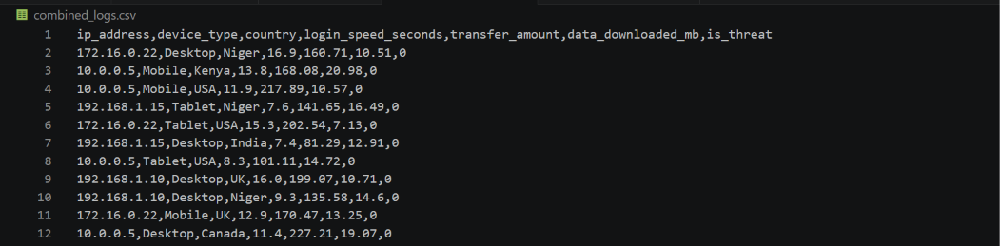 combined_logs.csv
1 ip_address,device_type,country,login_speed_seconds,transfer_amount,data_downloaded_mb,is_threat
2 172.16.0.22,Desktop,Niger,16.9,160.71,10.51,0
3 10.0.0.5,Mobile,Kenya,13.8,168.08,20.98,0
4 10.0.0.5,Mobile,USA,11.9,217.89,10.57,0
5 192.168.1.15,Tablet,Niger,7.6,141.65,16.49,0
6 172.16.0.22,Tablet,USA,15.3,202.54,7.13,0
7 192.168.1.15,Desktop,India,7.4,81.29,12.91,0
8 10.0.0.5,Tablet,USA,8.3,101.11,14.72,0
9 192.168.1.10,Desktop,UK,16.0,199.07,10.71,0
10 192.168.1.10,Desktop,Niger,9.3,135.58,14.6,0
11 172.16.0.22,Mobile,UK,12.9,170.47,13.25,0
12 10.0.0.5,Desktop,Canada,11.4,227.21,19.07,0